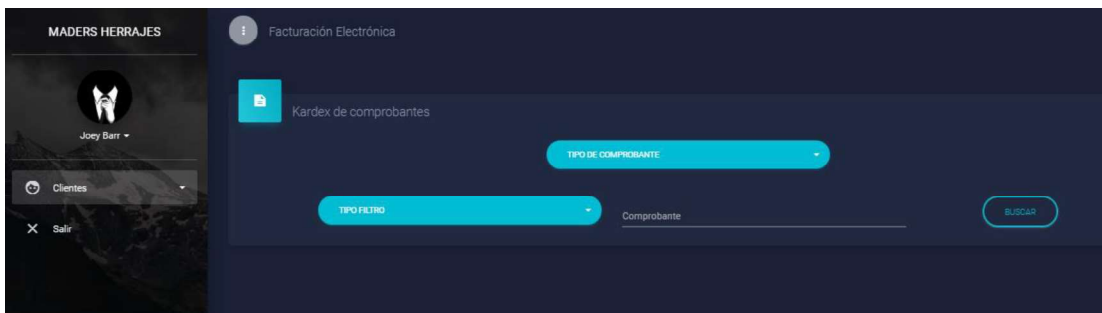 MADERS HERRAJES
Joey Barr
Clientes
Salir
Facturación Electrónica
Kardex de comprobantes
TIPO DE COMPROBANTE
TIPO FILTRO
Comprobante
BUSCAR